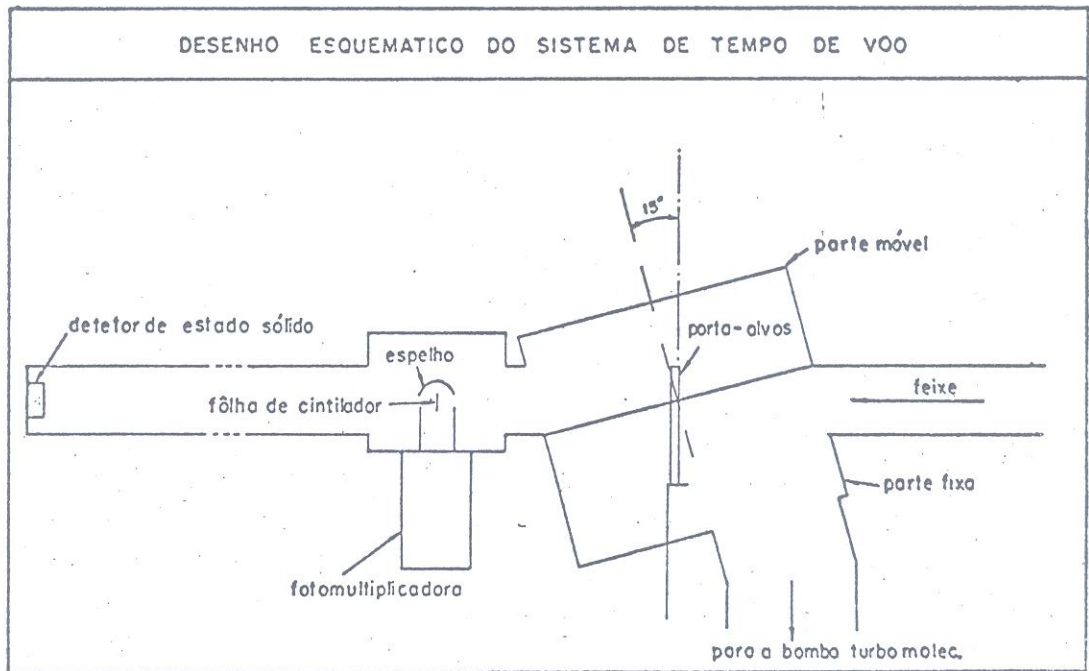 DESENHO ESQUEMATICO DO SISTEMA DE TEMPO DE VOO
15°
parte móvel
detetor de estado sólido
porta-alvos
espelho
feixe
fôlha de cintilador
parte fixa
fotomultiplicadora
para a bomba turbomolec.